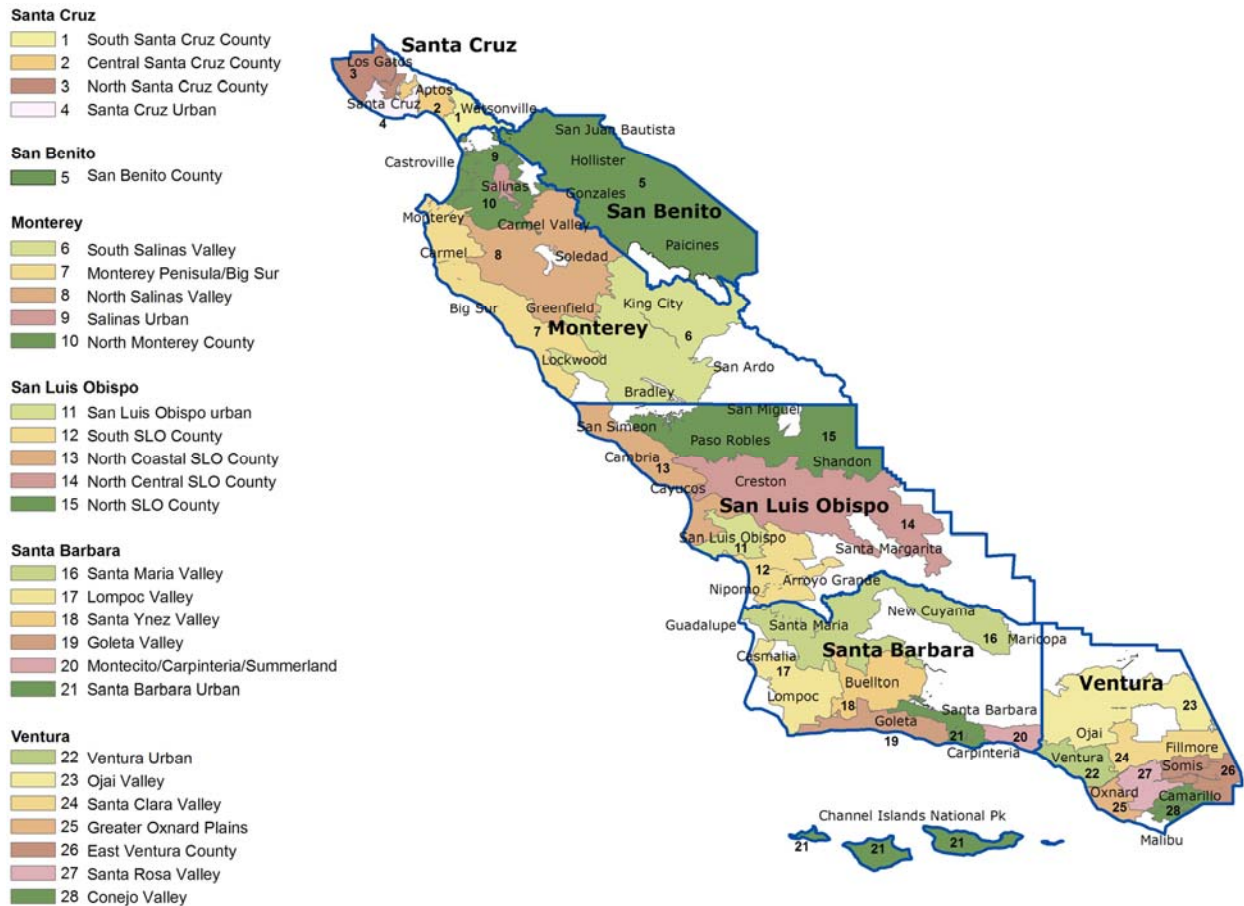 Santa Cruz
1 South Santa Cruz County
2 Central Santa Cruz County
3 North Santa Cruz County
4 Santa Cruz Urban
San Benito
5 San Benito County
Monterey
6 South Salinas Valley
7 Monterey Penisula/Big Sur
8 North Salinas Valley
9 Salinas Urban
10 North Monterey County
San Luis Obispo
11 San Luis Obispo urban
12 South SLO County
13 North Coastal SLO County
14 North Central SLO County
15 North SLO County
Santa Barbara
16 Santa Maria Valley
17 Lompoc Valley
18 Santa Ynez Valley
19 Goleta Valley
20 Montecito/Carpinteria/Summerland
21 Santa Barbara Urban
Ventura
22 Ventura Urban
23 Ojai Valley
24 Santa Clara Valley
25 Greater Oxnard Plains
26 East Ventura County
27 Santa Rosa Valley
28 Conejo Valley
Santa Cruz
Los Gatos
3
Aptos
Santa Cruz
2
Watsonville
1
4
San Juan Bautista
Castroville
9
Hollister
Salinas
5
Gonzales
10
San Benito
Monterey
Carmel Valley
Paicines
Carmel
8
Soledad
King City
Big Sur
Greenfield
7
Monterey
6
Lockwood
San Ardo
Bradley
San Miguel
San Simeon
Paso Robles
15
Cambria
Shandon
13
Creston
Cayucos
San Luis Obispo
14
San Luis Obispo
11
Santa Margarita
12
Arroyo Grande
Nipomo
New Cuyama
Guadalupe
Santa Maria
16
Maricopa
Casmalia
Santa Barbara
17
Buellton
Ventura
Lompoc
23
18
Santa Barbara
Goleta
Ojai
21
20
19
Carpinteria
Ventura
24
Fillmore
22
27
Somis
26
Oxnard
Camarillo
25
28
Malibu
Channel Islands National Pk
21
21
21